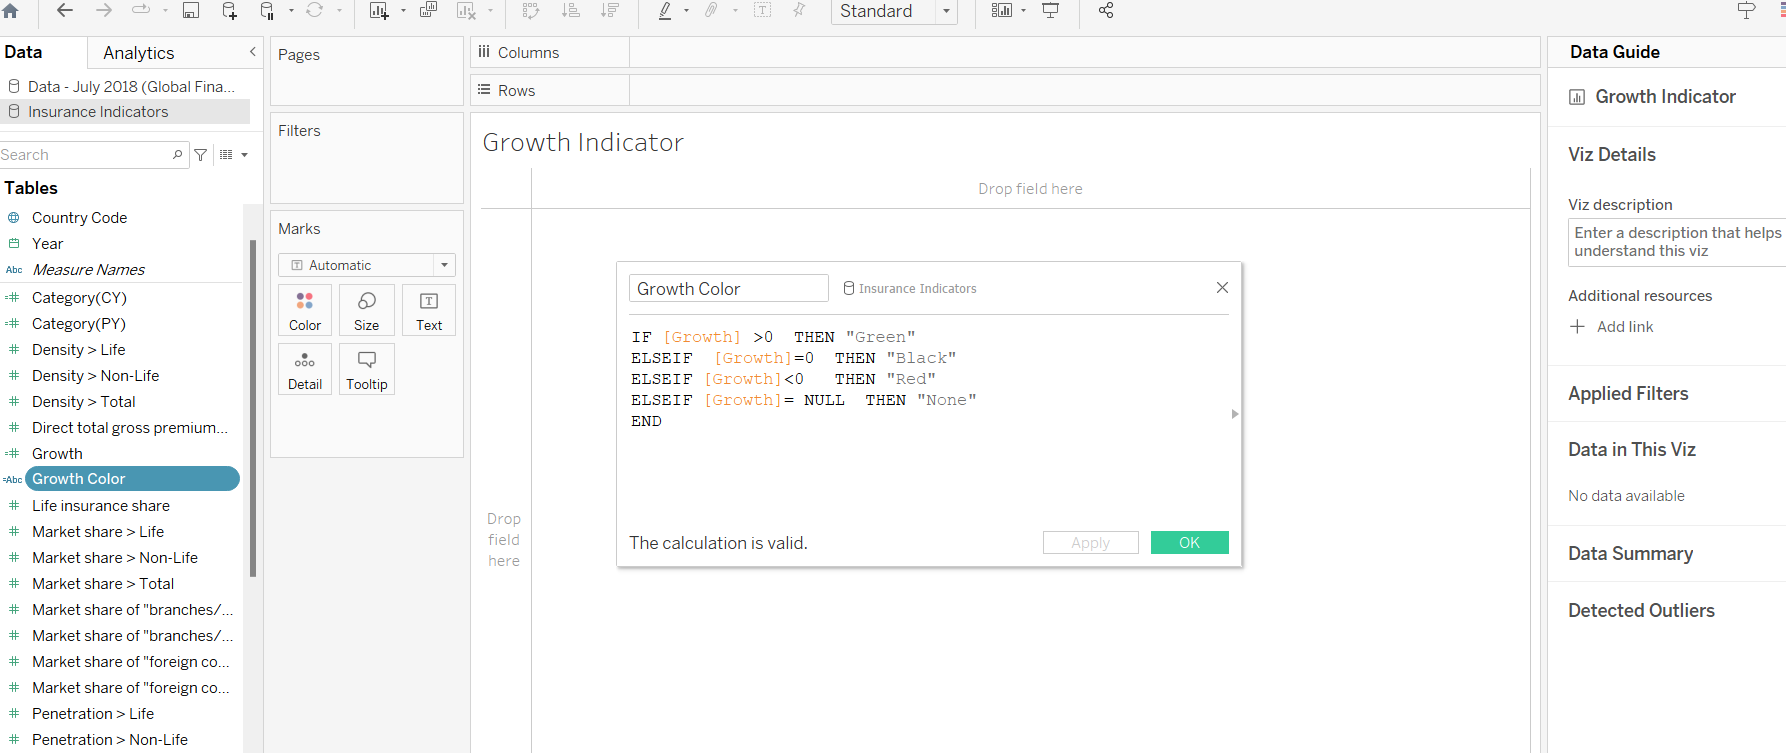 Standard
Data
Analytics
Data - July 2018 (Global Fina...
Insurance Indicators
Search
Tables
Country Code
Year
Abc Measure Names
Category(CY)
Category(PY)
Density > Life
Density > Non-Life
Density > Total
Direct total gross premium...
Growth
=Abc Growth Color
Life insurance share
Market share > Life
Market share > Non-Life
Market share > Total
Market share of "branches/...
Market share of "branches/...
Market share of "foreign co...
Market share of "foreign co...
Penetration > Life
Penetration > Non-Life
Pages
Filters
Marks
Automatic
Color
Size
Text
Detail
Tooltip
Columns
Rows
Growth Indicator
Drop field here
Drop
field
here
Growth Color
Insurance Indicators
IF [Growth] >0 THEN "Green"
ELSEIF [Growth]=0 THEN "Black"
ELSEIF [Growth]<0 THEN "Red"
ELSEIF [Growth]= NULL THEN "None"
END
The calculation is valid.
Apply
OK
Data Guide
Growth Indicator
Viz Details
Viz description
Enter a description that helps
understand this viz
Additional resources
Add link
Applied Filters
Data in This Viz
No data available
Data Summary
Detected Outliers